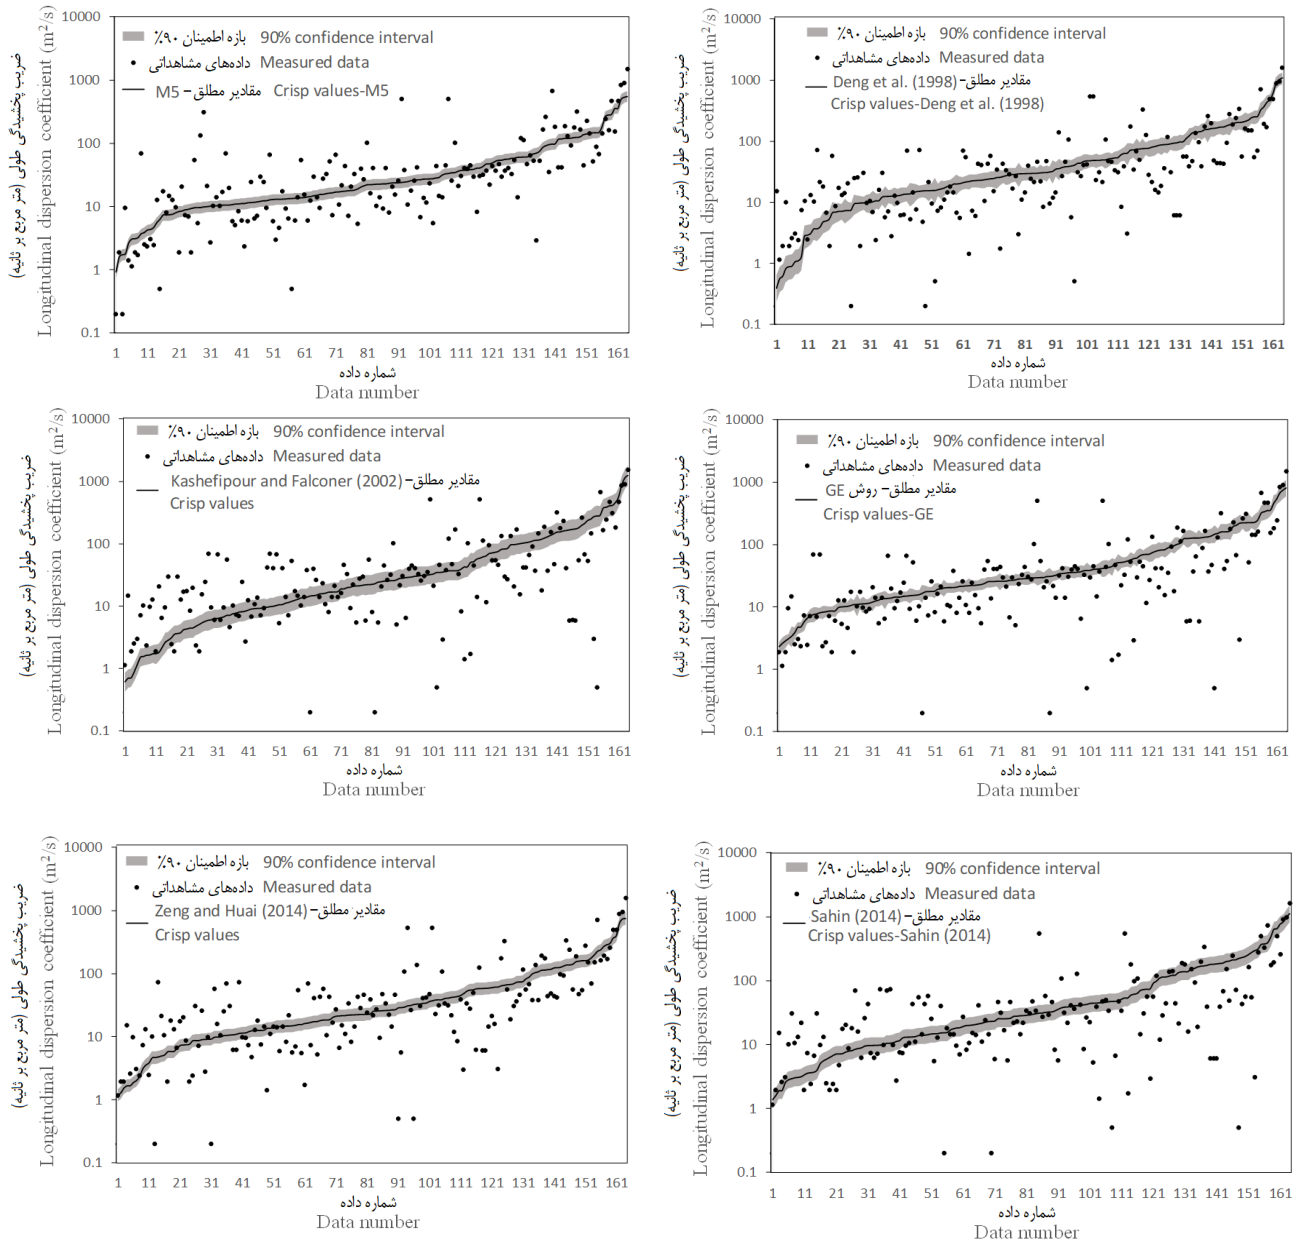 10000
1000
100
10
1
0.1
بازه اطمینان ۹۰٪ 90% confidence interval
داده‌های مشاهداتی Measured data
M5 – مقادیر مطلق Crisp values-M5
ضریب پخشیدگی طولی (متر مربع بر ثانیه)
Longitudinal dispersion coefficient (m²/s)
1 11 21 31 41 51 61 71 81 91 101 111 121 131 141 151 161
شماره داده
Data number
10000
1000
100
10
1
0.1
بازه اطمینان ۹۰٪ 90% confidence interval
داده‌های مشاهداتی Measured data
Deng et al. (1998)–مقادیر مطلق
Crisp values-Deng et al. (1998)
ضریب پخشیدگی طولی (متر مربع بر ثانیه)
Longitudinal dispersion coefficient (m²/s)
1 11 21 31 41 51 61 71 81 91 101 111 121 131 141 151 161
شماره داده
Data number
10000
1000
100
10
1
0.1
بازه اطمینان ۹۰٪ 90% confidence interval
داده‌های مشاهداتی Measured data
Kashefipour and Falconer (2002)–مقادیر مطلق
Crisp values
ضریب پخشیدگی طولی (متر مربع بر ثانیه)
Longitudinal dispersion coefficient (m²/s)
1 11 21 31 41 51 61 71 81 91 101 111 121 131 141 151 161
شماره داده
Data number
10000
1000
100
10
1
0.1
بازه اطمینان ۹۰٪ 90% confidence interval
داده‌های مشاهداتی Measured data
مقادیر مطلق– روش GE
Crisp values-GE
ضریب پخشیدگی طولی (متر مربع بر ثانیه)
Longitudinal dispersion coefficient (m²/s)
1 11 21 31 41 51 61 71 81 91 101 111 121 131 141 151 161
شماره داده
Data number
10000
1000
100
10
1
0.1
بازه اطمینان ۹۰٪ 90% confidence interval
داده‌های مشاهداتی Measured data
Zeng and Huai (2014)–مقادیر مطلق
Crisp values
ضریب پخشیدگی طولی (متر مربع بر ثانیه)
Longitudinal dispersion coefficient (m²/s)
1 11 21 31 41 51 61 71 81 91 101 111 121 131 141 151 161
شماره داده
Data number
10000
1000
100
10
1
0.1
بازه اطمینان ۹۰٪ 90% confidence interval
داده‌های مشاهداتی Measured data
Sahin (2014)–مقادیر مطلق
Crisp values-Sahin (2014)
ضریب پخشیدگی طولی (متر مربع بر ثانیه)
Longitudinal dispersion coefficient (m²/s)
1 11 21 31 41 51 61 71 81 91 101 111 121 131 141 151 161
شماره داده
Data number